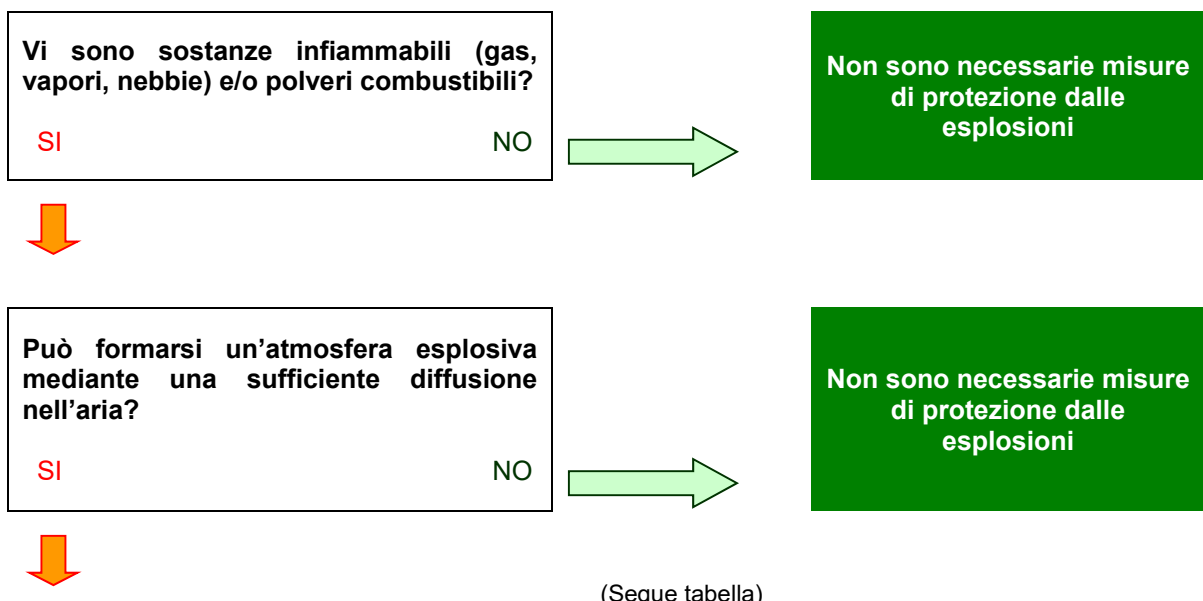 Vi sono sostanze infiammabili (gas,
vapori, nebbie) e/o polveri combustibili?
SI NO
Non sono necessarie misure
di protezione dalle
esplosioni
Può formarsi un'atmosfera esplosiva
mediante una sufficiente diffusione
nell'aria?
SI NO
Non sono necessarie misure
di protezione dalle
esplosioni
(Segue tabella)